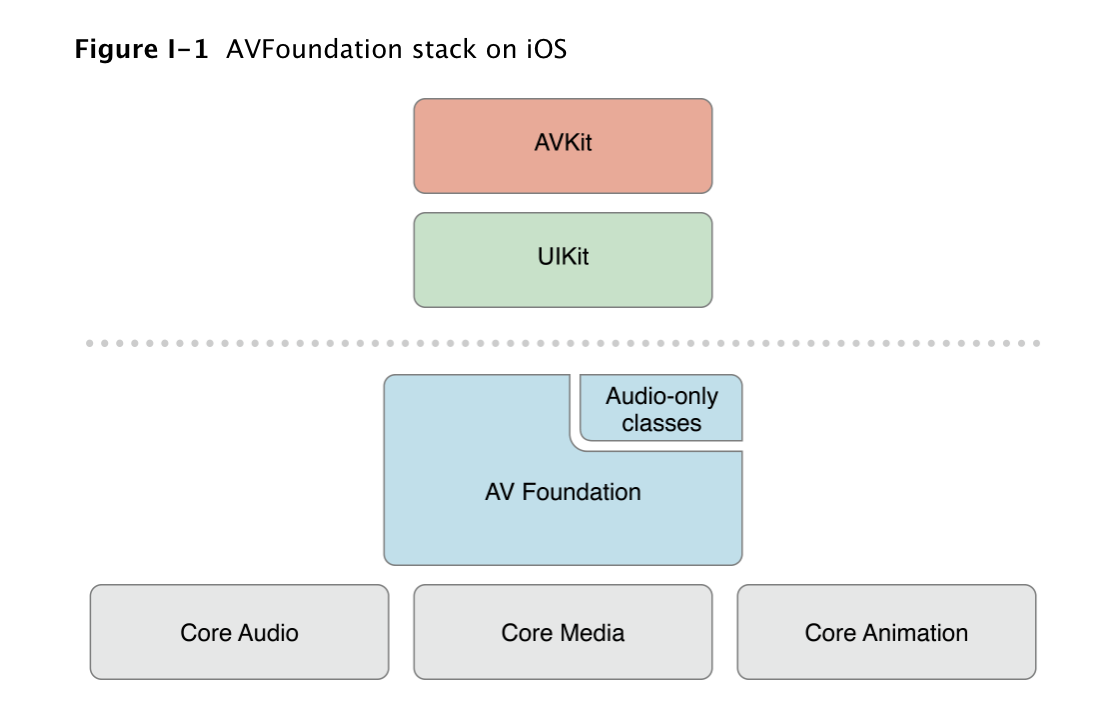 Figure I-1 AVFoundation stack on iOS
AVKit
UIKit
Audio-only
classes
AV Foundation
Core Audio
Core Media
Core Animation